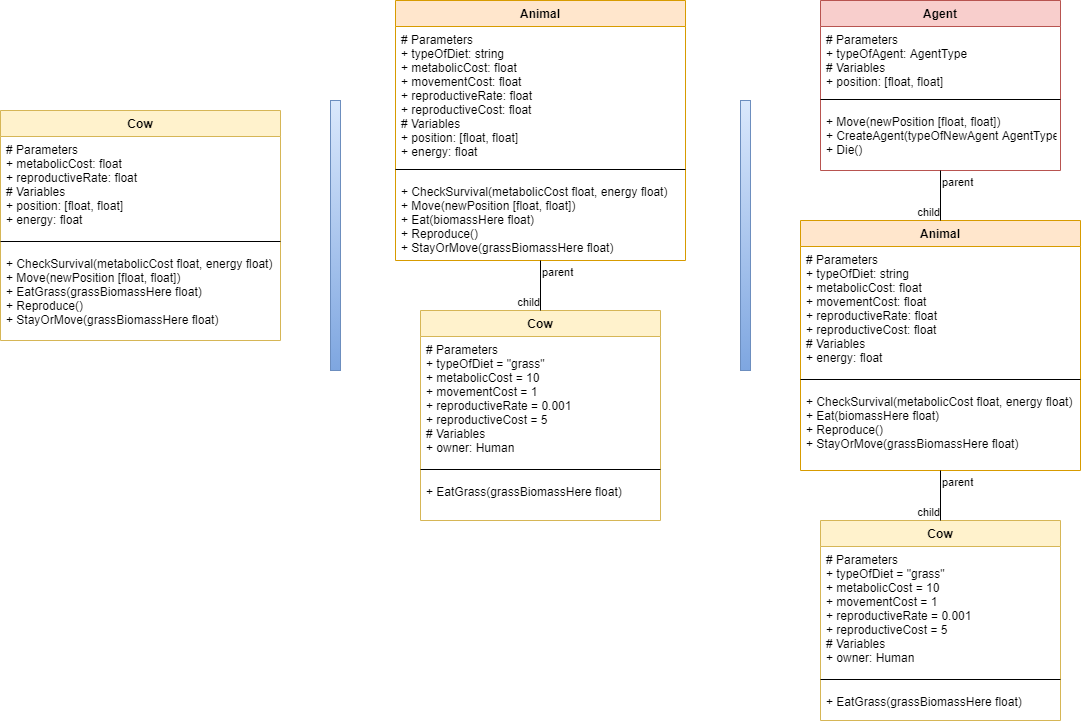 Cow
# Parameters
+ metabolicCost: float
+ reproductiveRate: float
# Variables
+ position: [float, float]
+ energy: float
+ CheckSurvival(metabolicCost float, energy float)
+ Move(newPosition [float, float])
+ EatGrass(grassBiomassHere float)
+ Reproduce()
+ StayOrMove(grassBiomassHere float)
Animal
# Parameters
+ typeOfDiet: string
+ metabolicCost: float
+ movementCost: float
+ reproductiveRate: float
+ reproductiveCost: float
# Variables
+ position: [float, float]
+ energy: float
+ CheckSurvival(metabolicCost float, energy float)
+ Move(newPosition [float, float])
+ Eat(biomassHere float)
+ Reproduce()
+ StayOrMove(grassBiomassHere float)
parent
child
Cow
# Parameters
+ typeOfDiet = "grass"
+ metabolicCost = 10
+ movementCost = 1
+ reproductiveRate = 0.001
+ reproductiveCost = 5
# Variables
+ owner: Human
+ EatGrass(grassBiomassHere float)
Agent
# Parameters
+ typeOfAgent: AgentType
# Variables
+ position: [float, float]
+ Move(newPosition [float, float])
+ CreateAgent(typeOfNewAgent AgentType
+ Die()
parent
child
Animal
# Parameters
+ typeOfDiet: string
+ metabolicCost: float
+ movementCost: float
+ reproductiveRate: float
+ reproductiveCost: float
# Variables
+ energy: float
+ CheckSurvival(metabolicCost float, energy float)
+ Eat(biomassHere float)
+ Reproduce()
+ StayOrMove(grassBiomassHere float)
parent
child
Cow
# Parameters
+ typeOfDiet = "grass"
+ metabolicCost = 10
+ movementCost = 1
+ reproductiveRate = 0.001
+ reproductiveCost = 5
# Variables
+ owner: Human
+ EatGrass(grassBiomassHere float)